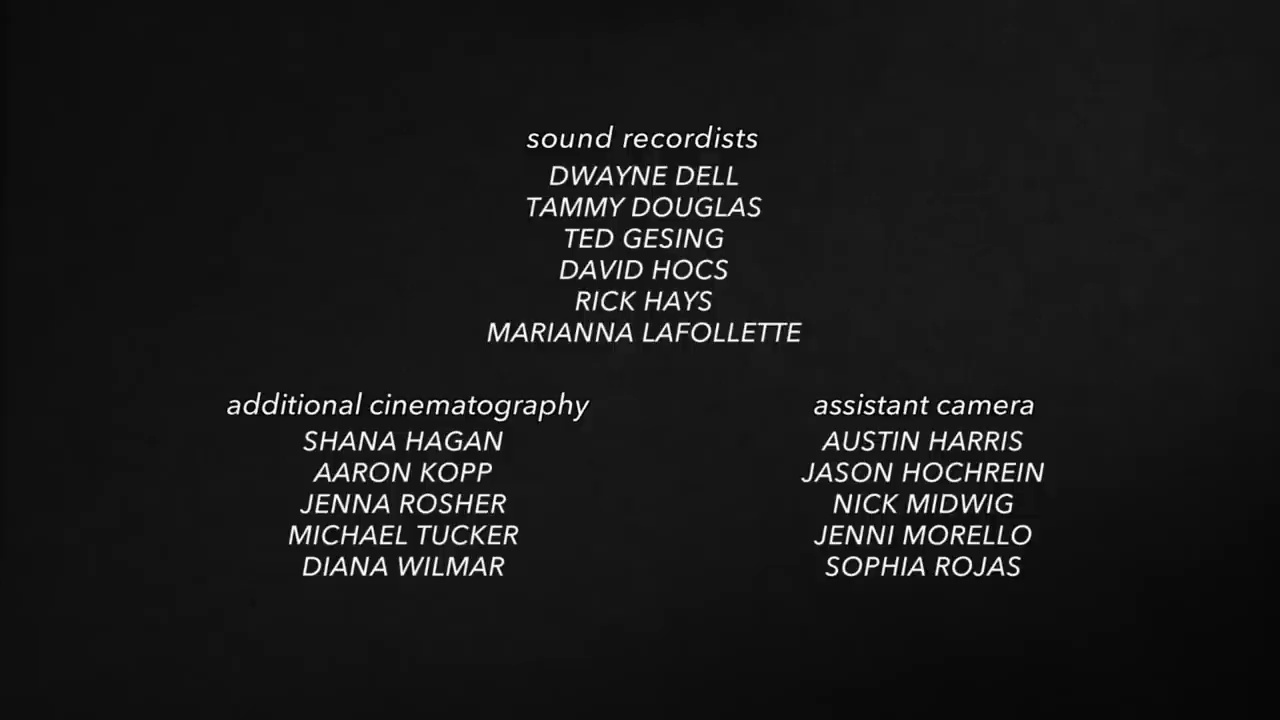 sound recordists
DWAYNE DELL
TAMMY DOUGLAS
TED GESING
DAVID HOCS
RICK HAYS
MARIANNA LAFOLLETTE
additional cinematography
SHANA HAGAN
AARON KOPP
JENNA ROSHER
MICHAEL TUCKER
DIANA WILMAR
assistant camera
AUSTIN HARRIS
JASON HOCHREIN
NICK MIDWIG
JENNI MORELLO
SOPHIA ROJAS